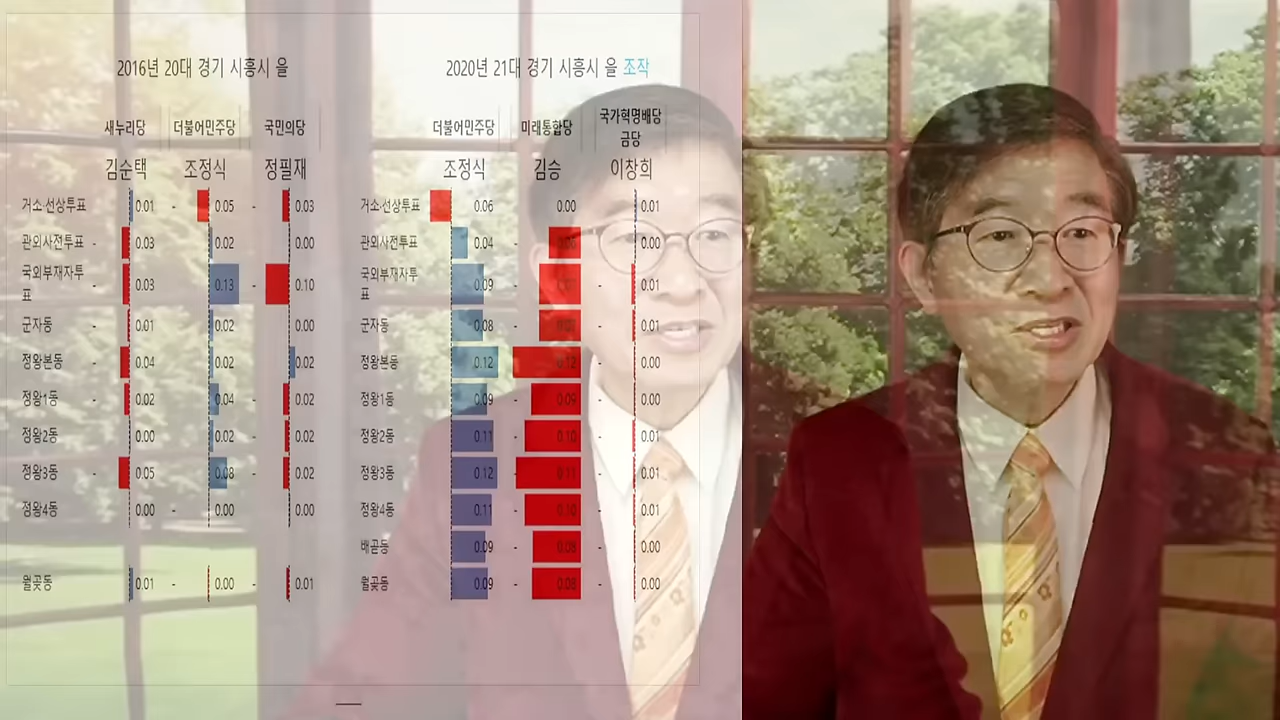 2016년 20대 경기 시흥시 을
새누리당 더불어민주당 국민의당
김순택 조정식 정필재
거소·선상투표 0.01 - 0.05 - 0.03
관외사전투표 - 0.03 0.02 0.00
국외부재자투표 - 0.03 0.13 - 0.10
군자동 - 0.01 0.02 0.00
정왕본동 - 0.04 0.02 0.02
정왕1동 - 0.02 0.04 - 0.02
정왕2동 - 0.00 0.02 - 0.02
정왕3동 - 0.05 0.08 - 0.02
정왕4동 - 0.00 - 0.00 0.00
월곶동 0.01 - 0.00 - 0.01
2020년 21대 경기 시흥시 을 조작
더불어민주당 미래통합당 국가혁명배당금당
조정식 김승 이창희
거소·선상투표 - 0.06 0.00 0.01
관외사전투표 0.04 - - 0.00
국외부재자투표 0.09 - - 0.01
군자동 0.08 - - 0.01
정왕본동 0.12 - 0.12 - 0.00
정왕1동 0.09 - 0.09 - 0.00
정왕2동 0.11 - 0.10 - 0.01
정왕3동 0.12 - 0.11 - 0.01
정왕4동 0.11 - 0.10 - 0.01
배곧동 0.09 - 0.08 - 0.00
월곶동 0.09 - 0.08 - 0.00